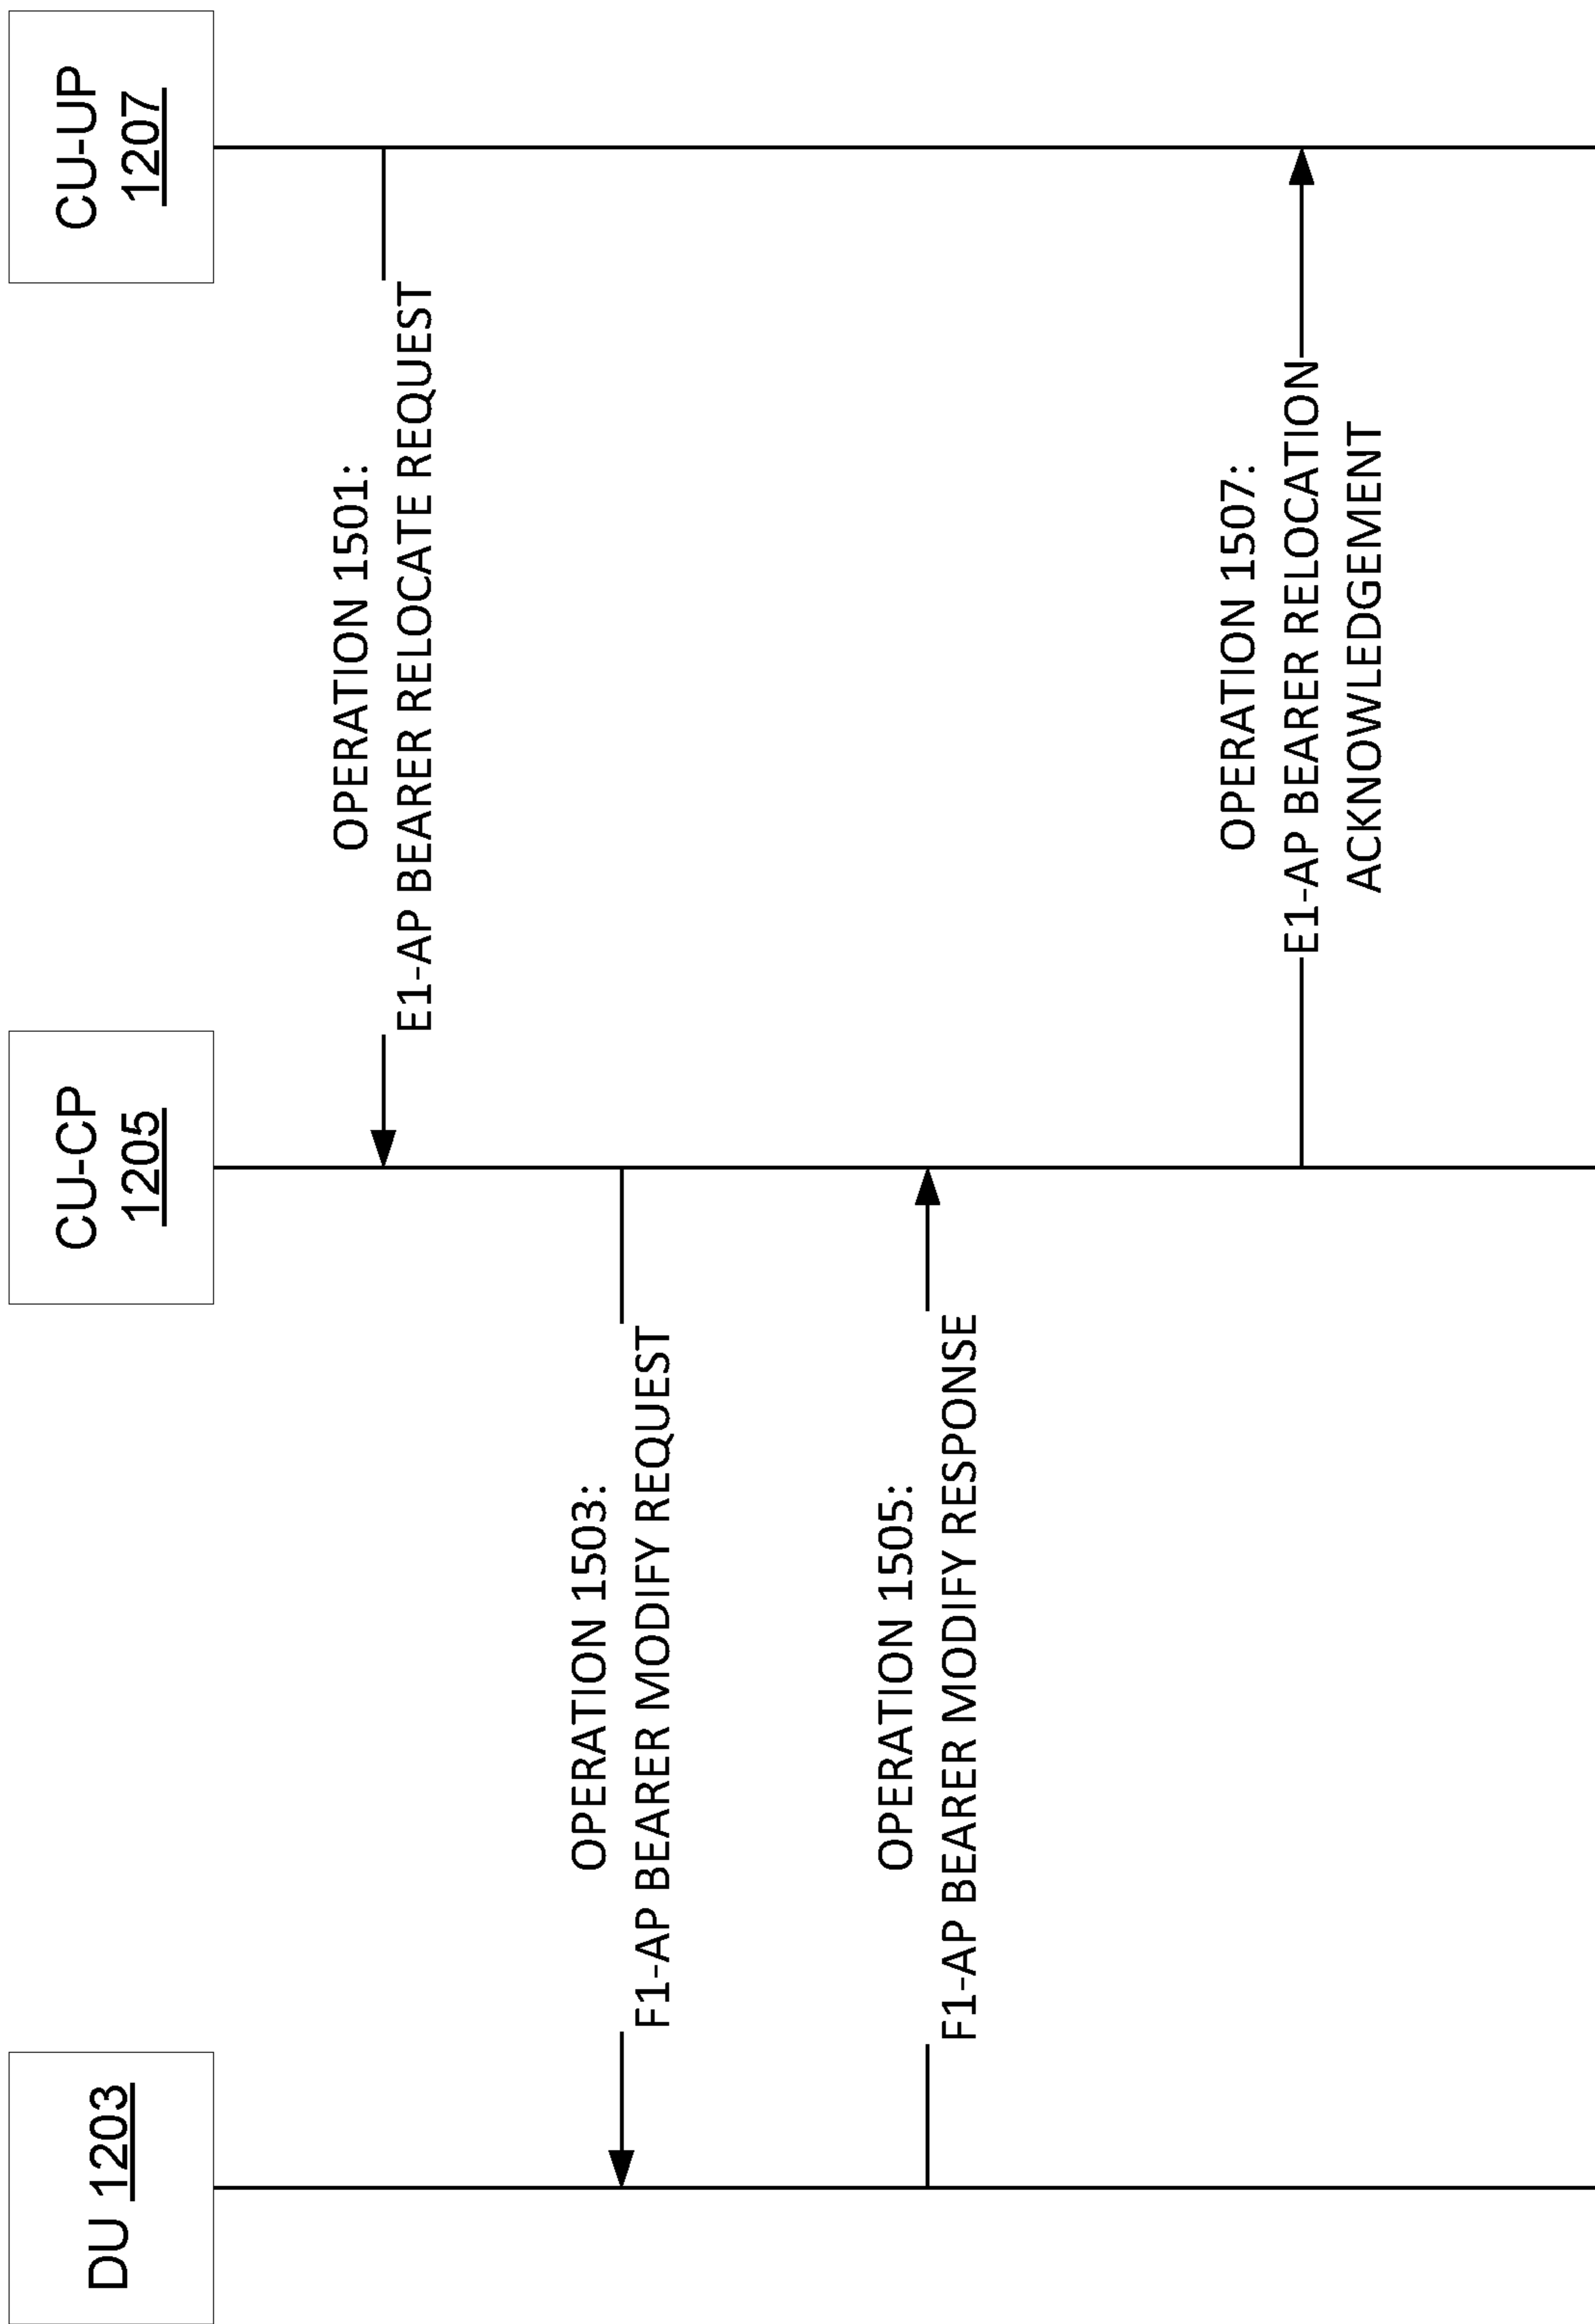 DU 1203
CU-CP
1205
CU-UP
1207
OPERATION 1501:
E1-AP BEARER RELOCATE REQUEST
OPERATION 1503:
F1-AP BEARER MODIFY REQUEST
OPERATION 1505:
F1-AP BEARER MODIFY RESPONSE
OPERATION 1507:
E1-AP BEARER RELOCATION
ACKNOWLEDGEMENT